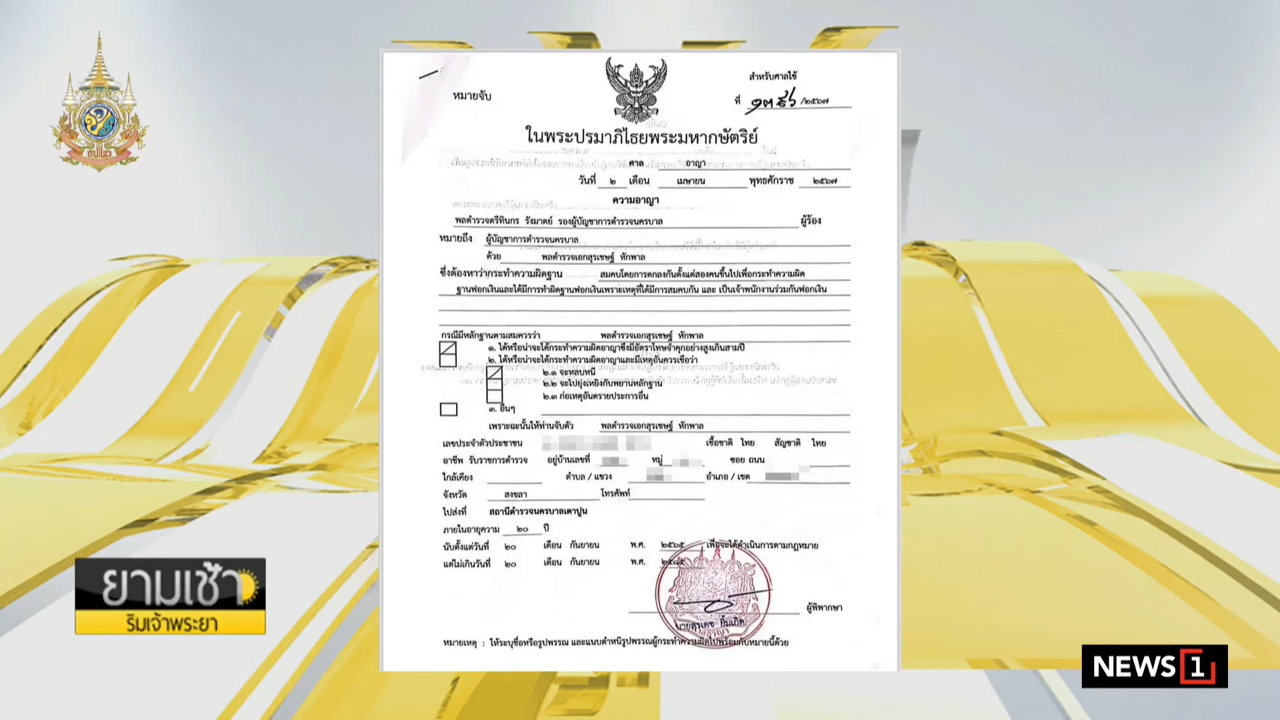 หมายจับ
สำหรับศาลใช้
ที่ ๑๓๙๖ /๒๕๖๗
ในพระปรมาภิไธยพระมหากษัตริย์
ศาล อาญา
วันที่ ๒ เดือน เมษายน พุทธศักราช ๒๕๖๗
ความอาญา
พลตำรวจตรีทินกร รังมาตย์ รองผู้บัญชาการตำรวจนครบาล ผู้ร้อง
หมายถึง ผู้บัญชาการตำรวจนครบาล
ด้วย พลตำรวจเอกสุรเชษฐ์ หักพาล
ซึ่งต้องหาว่ากระทำความผิดฐาน สมคบโดยการตกลงกันตั้งแต่สองคนขึ้นไปเพื่อกระทำความผิด
ฐานฟอกเงินและได้มีการทำผิดฐานฟอกเงินเพราะเหตุที่ได้มีการสมคบกัน และ เป็นเจ้าพนักงานร่วมกันฟอกเงิน
กรณีมีหลักฐานตามสมควรว่า พลตำรวจเอกสุรเชษฐ์ หักพาล
๑. ได้หรือน่าจะได้กระทำความผิดอาญาซึ่งมีอัตราโทษจำคุกอย่างสูงเกินสามปี
๒. ได้หรือน่าจะได้กระทำความผิดอาญาและมีเหตุอันควรเชื่อว่า
๒.๑ จะหลบหนี
๒.๒ จะไปยุ่งเหยิงกับพยานหลักฐาน
๒.๓ ก่อเหตุอันตรายประการอื่น
๓. อื่นๆ
เพราะฉะนั้นให้ท่านจับตัว พลตำรวจเอกสุรเชษฐ์ หักพาล
เลขประจำตัวประชาชน เชื้อชาติ ไทย สัญชาติ ไทย
อาชีพ รับราชการตำรวจ อยู่บ้านเลขที่ หมู่ ซอย ถนน
ใกล้เคียง ตำบล / แขวง อำเภอ / เขต
จังหวัด สงขลา โทรศัพท์
ไปส่งที่ สถานีตำรวจนครบาลเตาปูน
ภายในอายุความ ๒๐ ปี
นับตั้งแต่วันที่ ๒๐ เดือน กันยายน พ.ศ. ๒๕๖๕ เพื่อจะได้ดำเนินการตามกฎหมาย
แต่ไม่เกินวันที่ ๒๐ เดือน กันยายน พ.ศ. ๒๕๘๕
ผู้พิพากษา
นายสุรเดช ยิ้มเกิด
หมายเหตุ : ให้ระบุชื่อหรือรูปพรรณ และแนบตำหนิรูปพรรณผู้กระทำความผิดไปพร้อมกับหมายนี้ด้วย
ยามเช้า
ริมเจ้าพระยา
NEWS 1